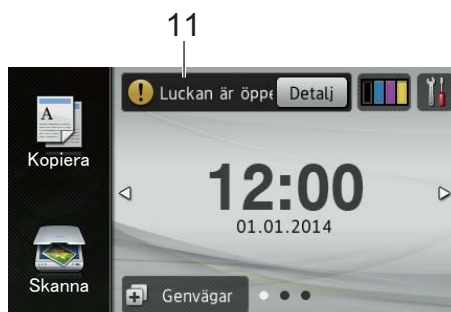 11
Luckan är öppe
Detalj
Kopiera
12:00
01.01.2014
Skanna
Genvägar